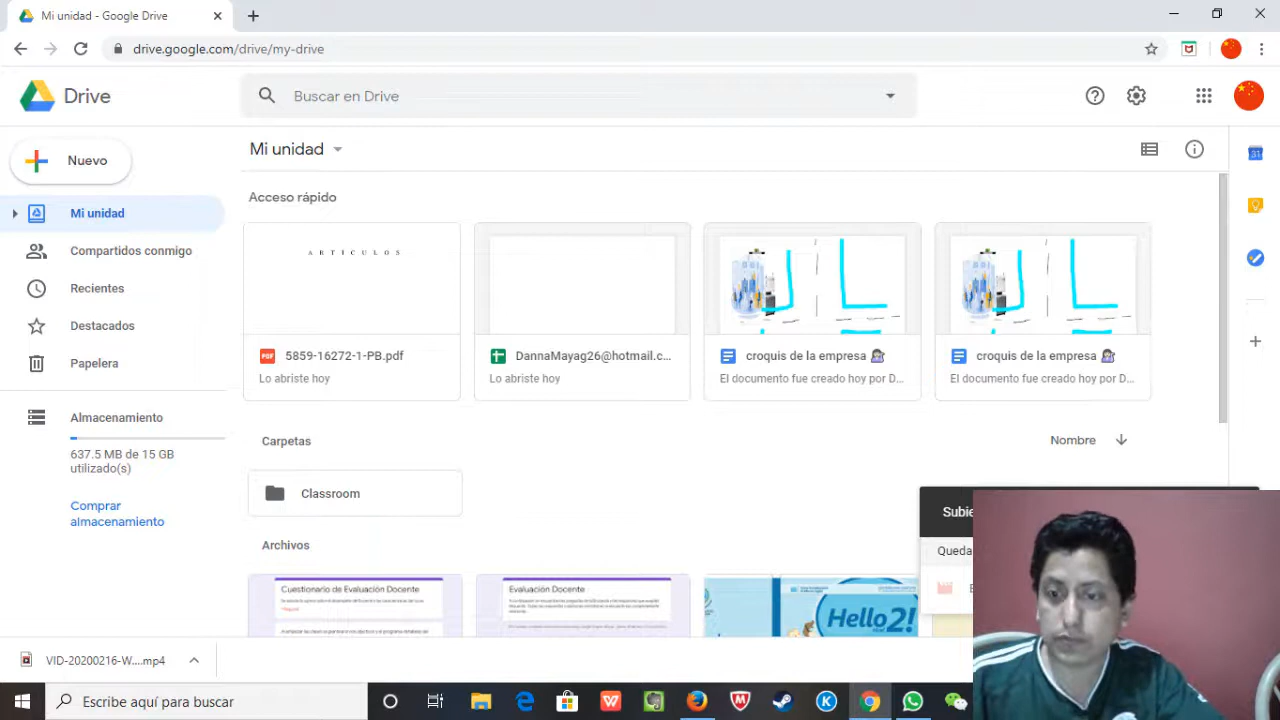 Mi unidad - Google Drive
drive.google.com/drive/my-drive
Drive
Buscar en Drive
Nuevo
Mi unidad
Mi unidad
Compartidos conmigo
Recientes
Destacados
Papelera
Almacenamiento
637.5 MB de 15 GB
utilizado(s)
Comprar
almacenamiento
Acceso rápido
ARTÍCULOS
PDF
5859-16272-1-PB.pdf
Lo abriste hoy
DannaMayag26@hotmail.c...
Lo abriste hoy
croquis de la empresa
El documento fue creado hoy por D...
croquis de la empresa
El documento fue creado hoy por D...
Carpetas
Nombre
Classroom
Archivos
Cuestionario de Evaluación Docente
Evaluación Docente
Hello2!
31
Subie
Queda
VID-20200216-W....mp4
Escribe aquí para buscar